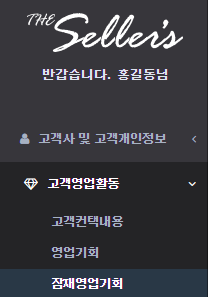 THE Seller's
반갑습니다. 홍길동님
고객사 및 고객개인정보
고객영업활동
고객컨택내용
영업기회
잠재영업기회